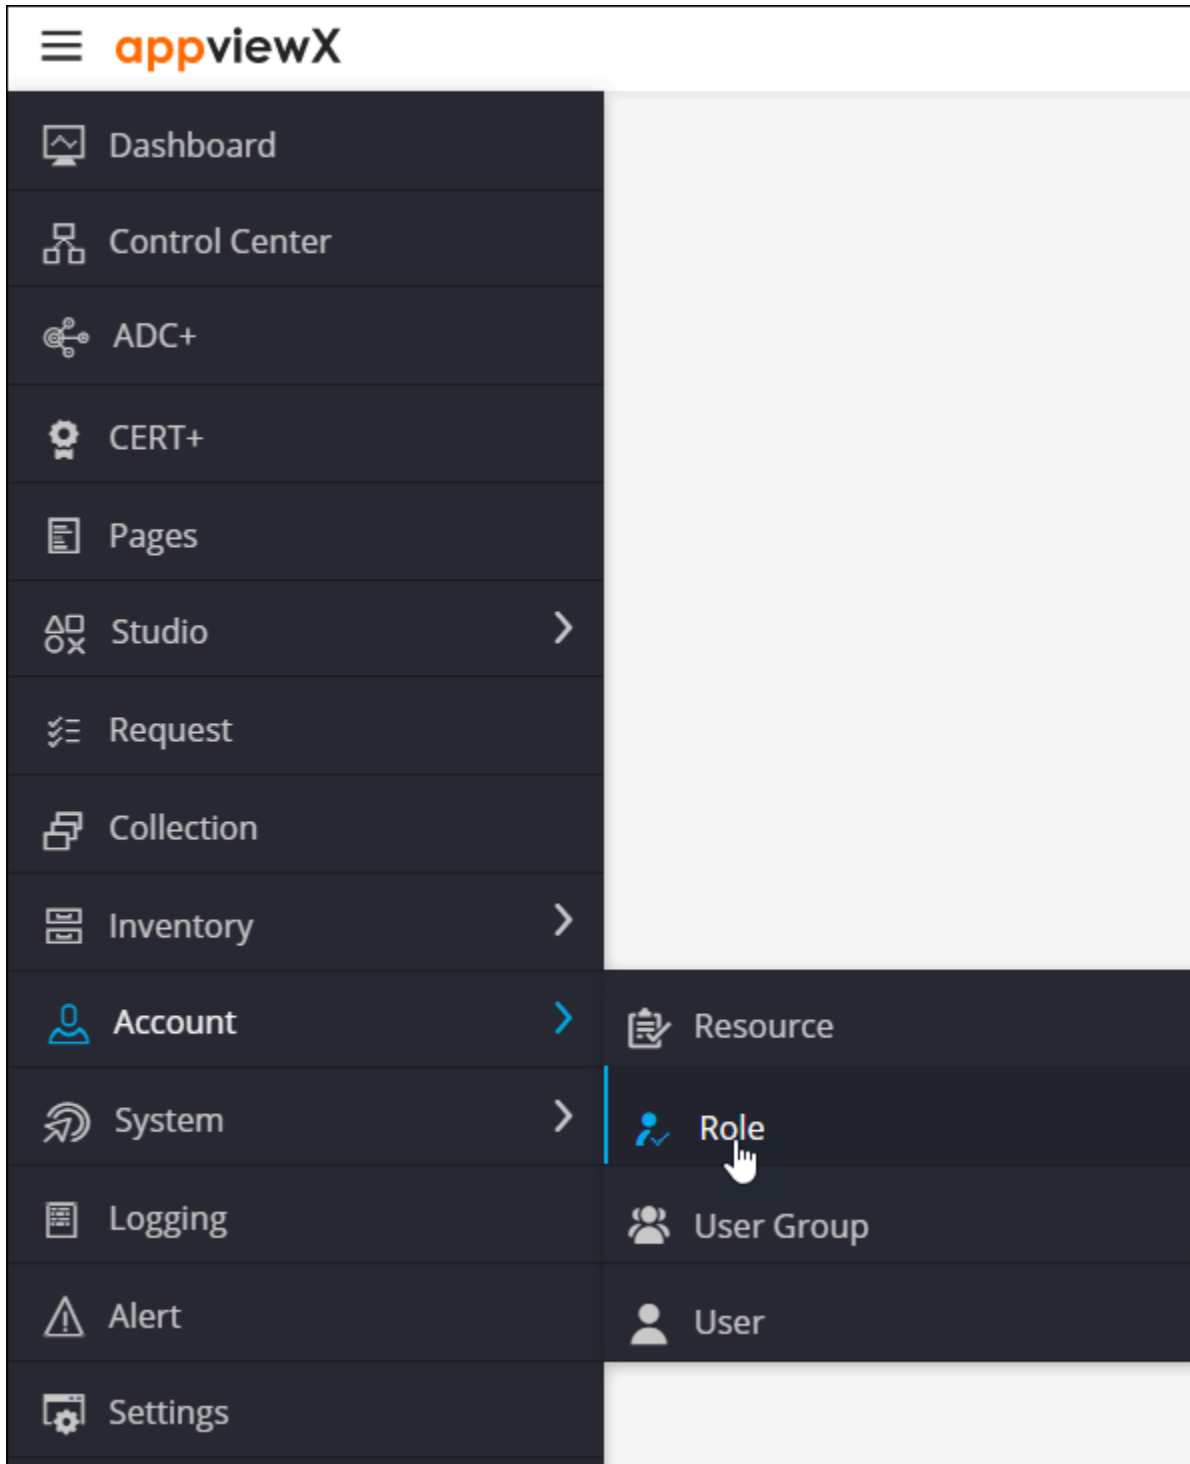 appviewX
Dashboard
Control Center
ADC+
CERT+
Pages
Studio
Request
Collection
Inventory
Account
Resource
System
Role
Logging
User Group
Alert
User
Settings